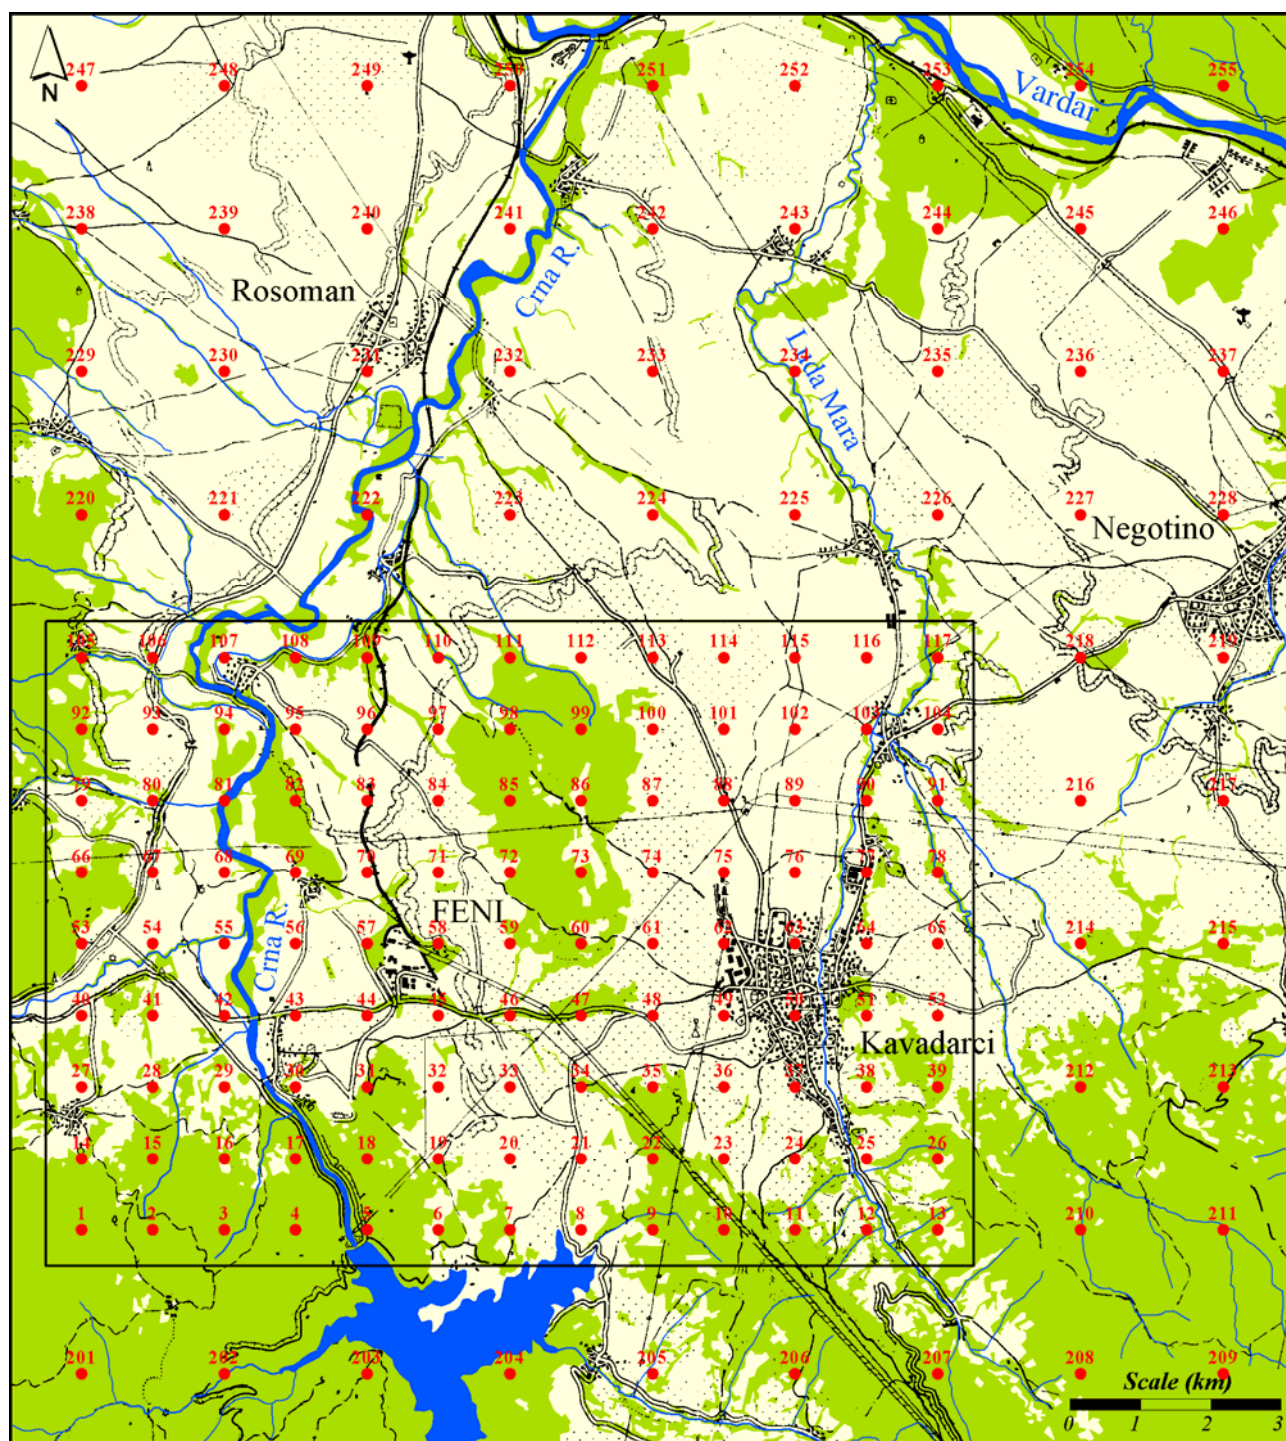 247 248 249 250 251 252 253 254 255
N
Vardar
238 239 240 241 242 243 244 245 246
Crna R.
Rosoman
229 230 231 232 233 234 235 236 237
Luda Mara
220 221 222 223 224 225 226 227 228
Negotino
105 106 107 108 109 110 111 112 113 114 115 116 117 218 219
92 93 94 95 96 97 98 99 100 101 102 103 104
79 80 81 82 83 84 85 86 87 88 89 90 91 216 217
66 67 68 69 70 71 72 73 74 75 76 77 78
FENI
53 54 55 56 57 58 59 60 61 62 63 64 65 214 215
Crna R.
40 41 42 43 44 45 46 47 48 49 50 51 52
Kavadarci
27 28 29 30 31 32 33 34 35 36 37 38 39 212 213
14 15 16 17 18 19 20 21 22 23 24 25 26
1 2 3 4 5 6 7 8 9 10 11 12 13 210 211
201 202 203 204 205 206 207 208 209
Scale (km)
0 1 2 3